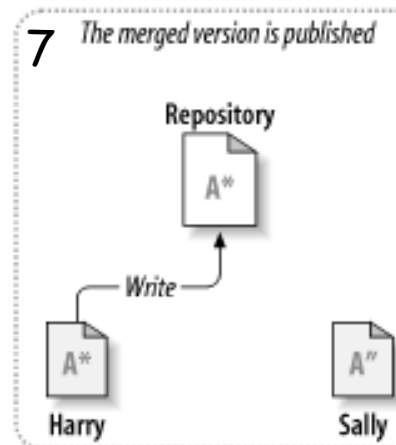 7 The merged version is published
Repository
A*
Write
A*
A"
Harry
Sally